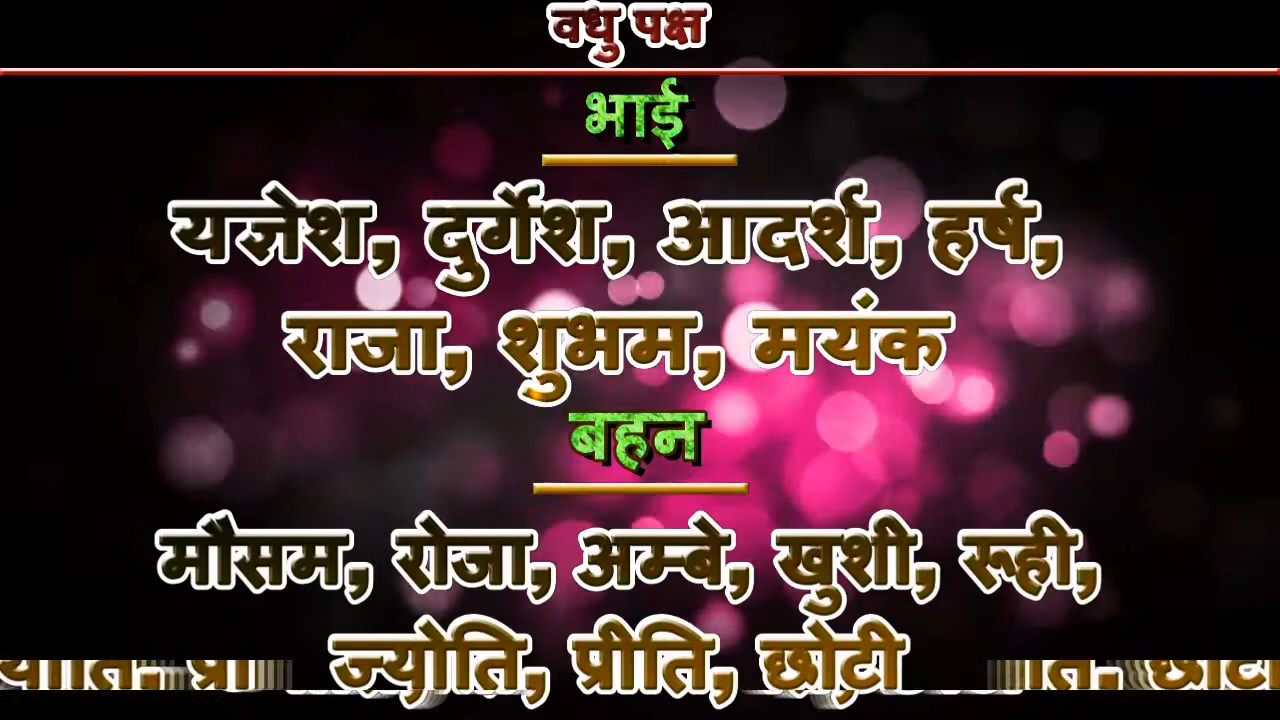 वधु पक्ष
भाई
यज्ञेश, दुर्गेश, आदर्श, हर्ष,
राजा, शुभम, मयंक
बहन
मौसम, रोजा, अम्बे, खुशी, रूही,
ज्योति, प्रीति, छोटी